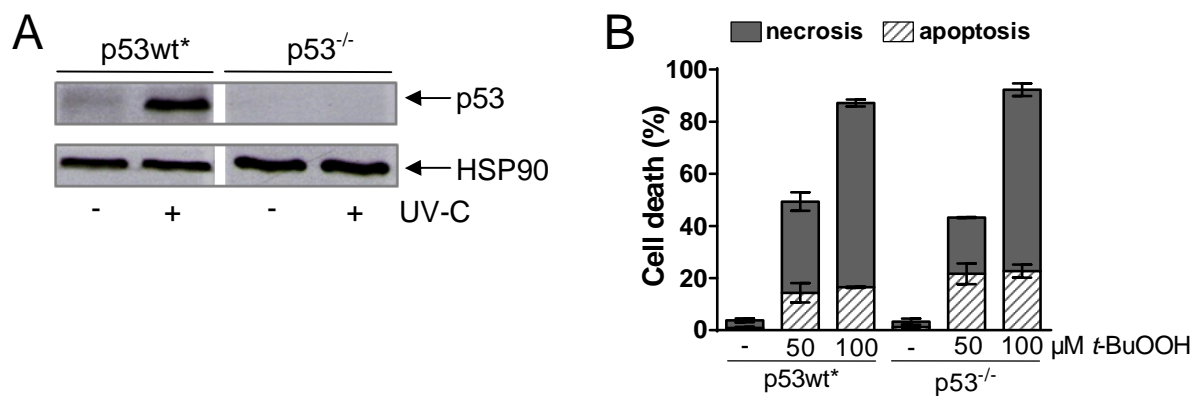 A
p53wt* p53-/-
p53
HSP90
- + - + UV-C
B
necrosis apoptosis
Cell death (%)
100
80
60
40
20
0
- 50 100 - 50 100 µM t-BuOOH
p53wt* p53-/-